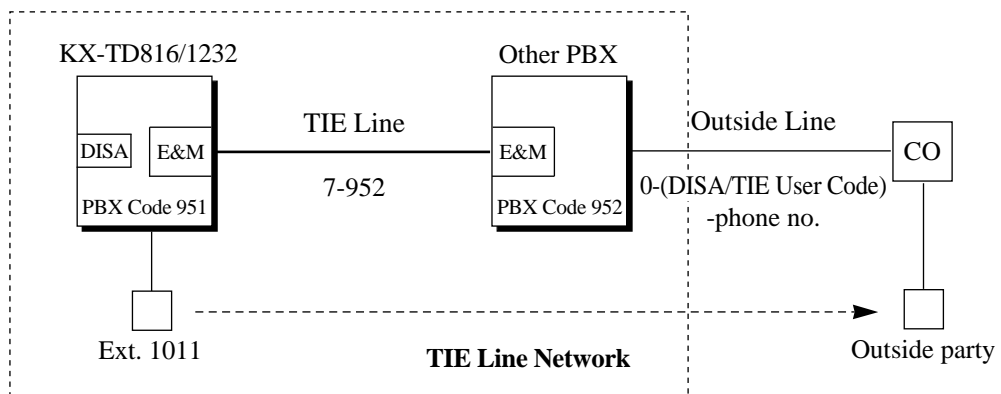 KX-TD816/1232
Other PBX
TIE Line
Outside Line
DISA
E&M
E&M
CO
7-952
0-(DISA/TIE User Code)
-phone no.
PBX Code 951
PBX Code 952
Ext. 1011
TIE Line Network
Outside party